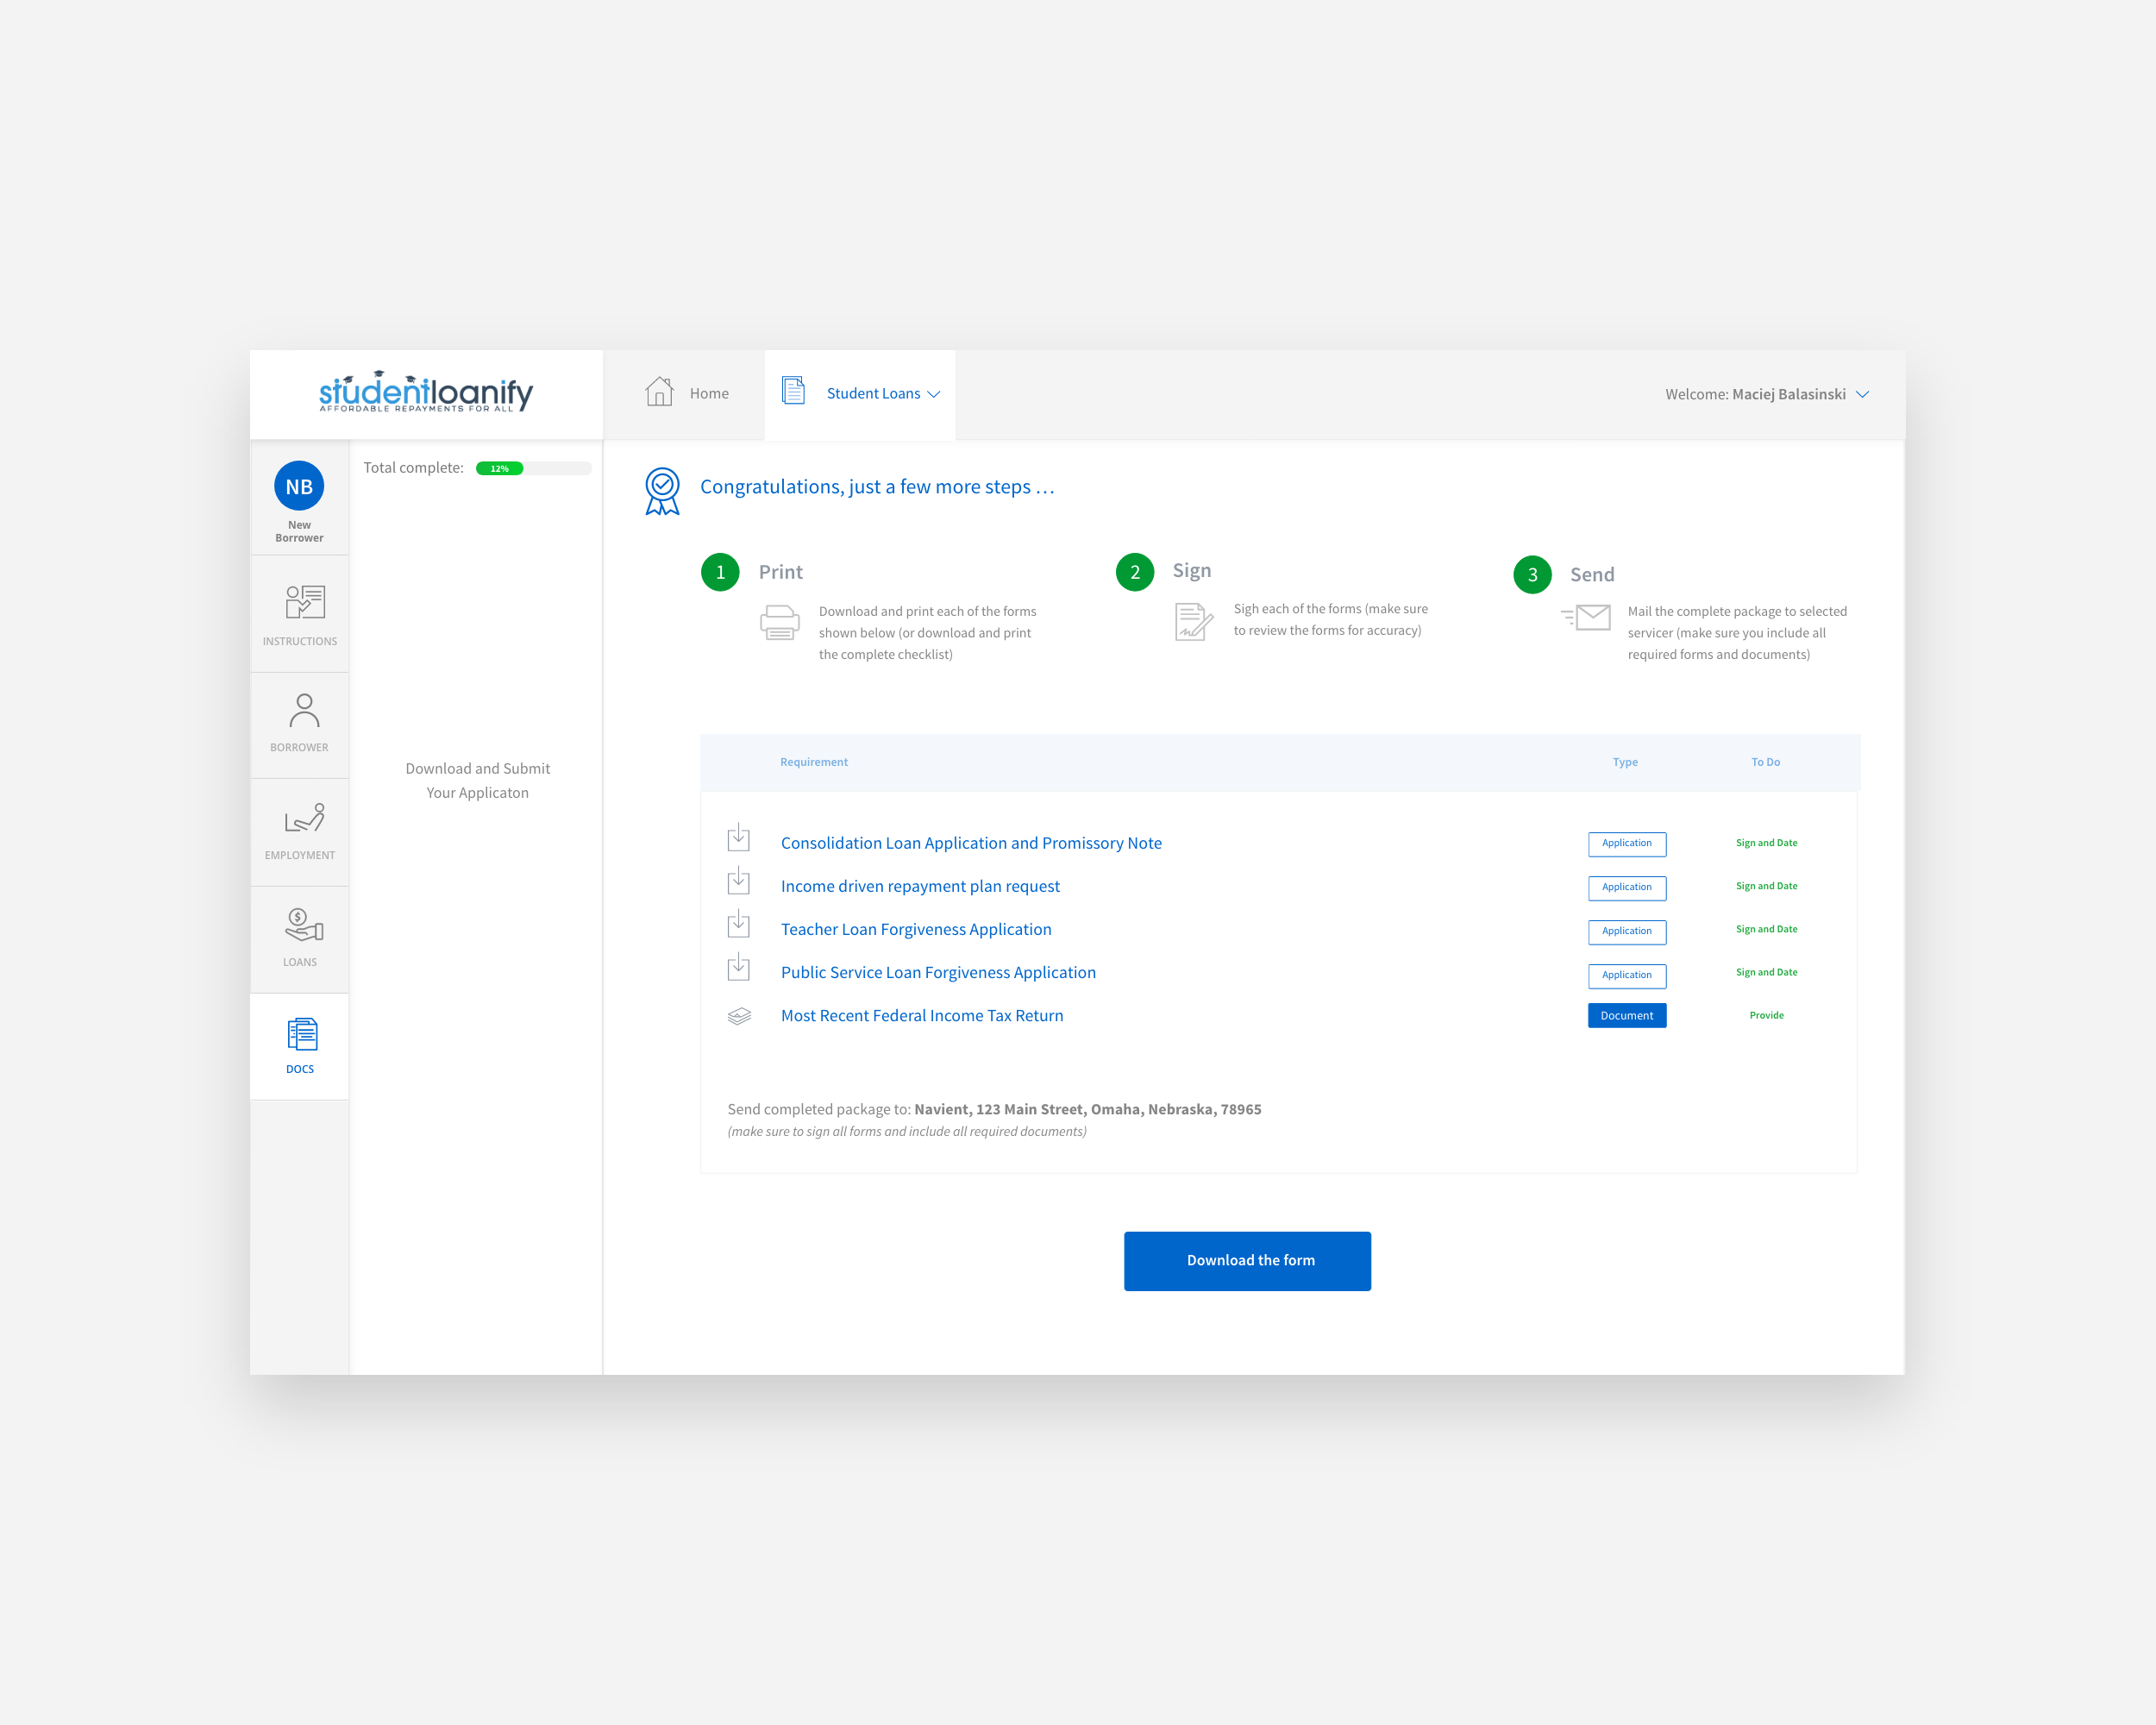 studentloanify
AFFORDABLE REPAYMENTS FOR ALL
Home
Student Loans
Welcome: Maciej Balasinski
NB
New
Borrower
INSTRUCTIONS
BORROWER
EMPLOYMENT
$
LOANS
DOCS
Total complete:
12%
Download and Submit
Your Applicaton
Congratulations, just a few more steps ...
1
Print
Download and print each of the forms
shown below (or download and print
the complete checklist)
2
Sign
Sigh each of the forms (make sure
to review the forms for accuracy)
3
Send
Mail the complete package to selected
servicer (make sure you include all
required forms and documents)
Requirement Type To Do
Consolidation Loan Application and Promissory Note Application Sign and Date
Income driven repayment plan request Application Sign and Date
Teacher Loan Forgiveness Application Application Sign and Date
Public Service Loan Forgiveness Application Application Sign and Date
Most Recent Federal Income Tax Return Document Provide
Send completed package to: Navient, 123 Main Street, Omaha, Nebraska, 78965
(make sure to sign all forms and include all required documents)
Download the form